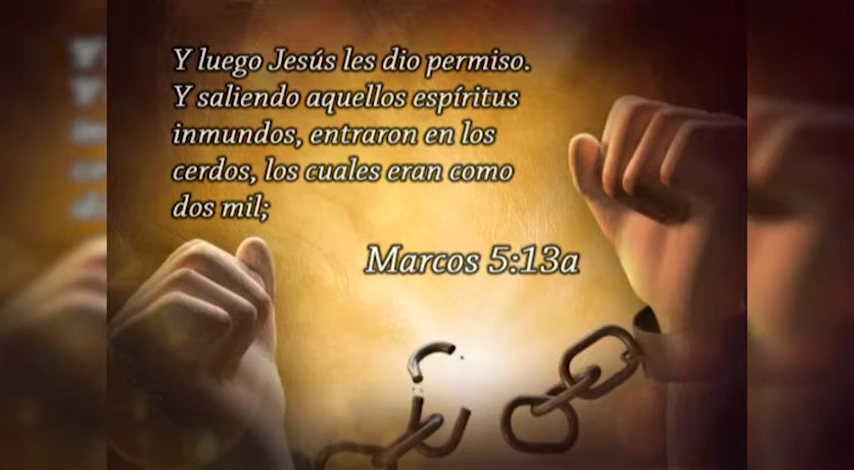 Y luego Jesús les dio permiso.
Y saliendo aquellos espíritus
inmundos, entraron en los
cerdos, los cuales eran como
dos mil;
Marcos 5:13a